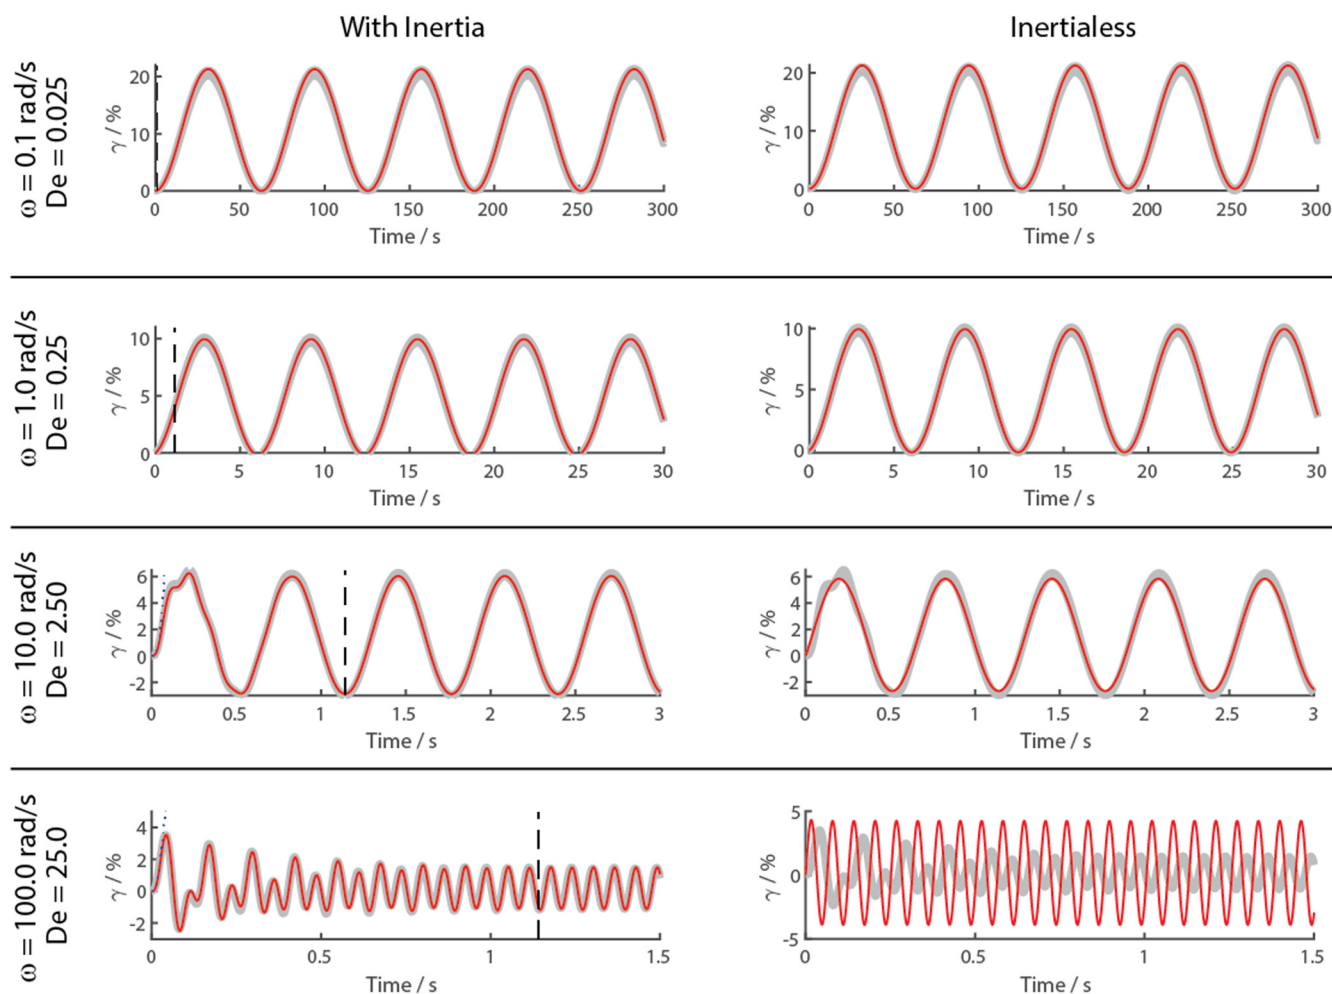 With Inertia
Inertialess
ω = 0.1 rad/s
De = 0.025
γ / %
20
10
0
0 50 100 150 200 250 300
Time / s
γ / %
20
10
0
0 50 100 150 200 250 300
Time / s
ω = 1.0 rad/s
De = 0.25
γ / %
10
5
0
0 5 10 15 20 25 30
Time / s
γ / %
10
5
0
0 5 10 15 20 25 30
Time / s
ω = 10.0 rad/s
De = 2.50
γ / %
6
4
2
0
-2
0 0.5 1 1.5 2 2.5 3
Time / s
γ / %
6
4
2
0
-2
0 0.5 1 1.5 2 2.5 3
Time / s
ω = 100.0 rad/s
De = 25.0
γ / %
4
2
0
-2
0 0.5 1 1.5
Time / s
γ / %
5
0
-5
0 0.5 1 1.5
Time / s